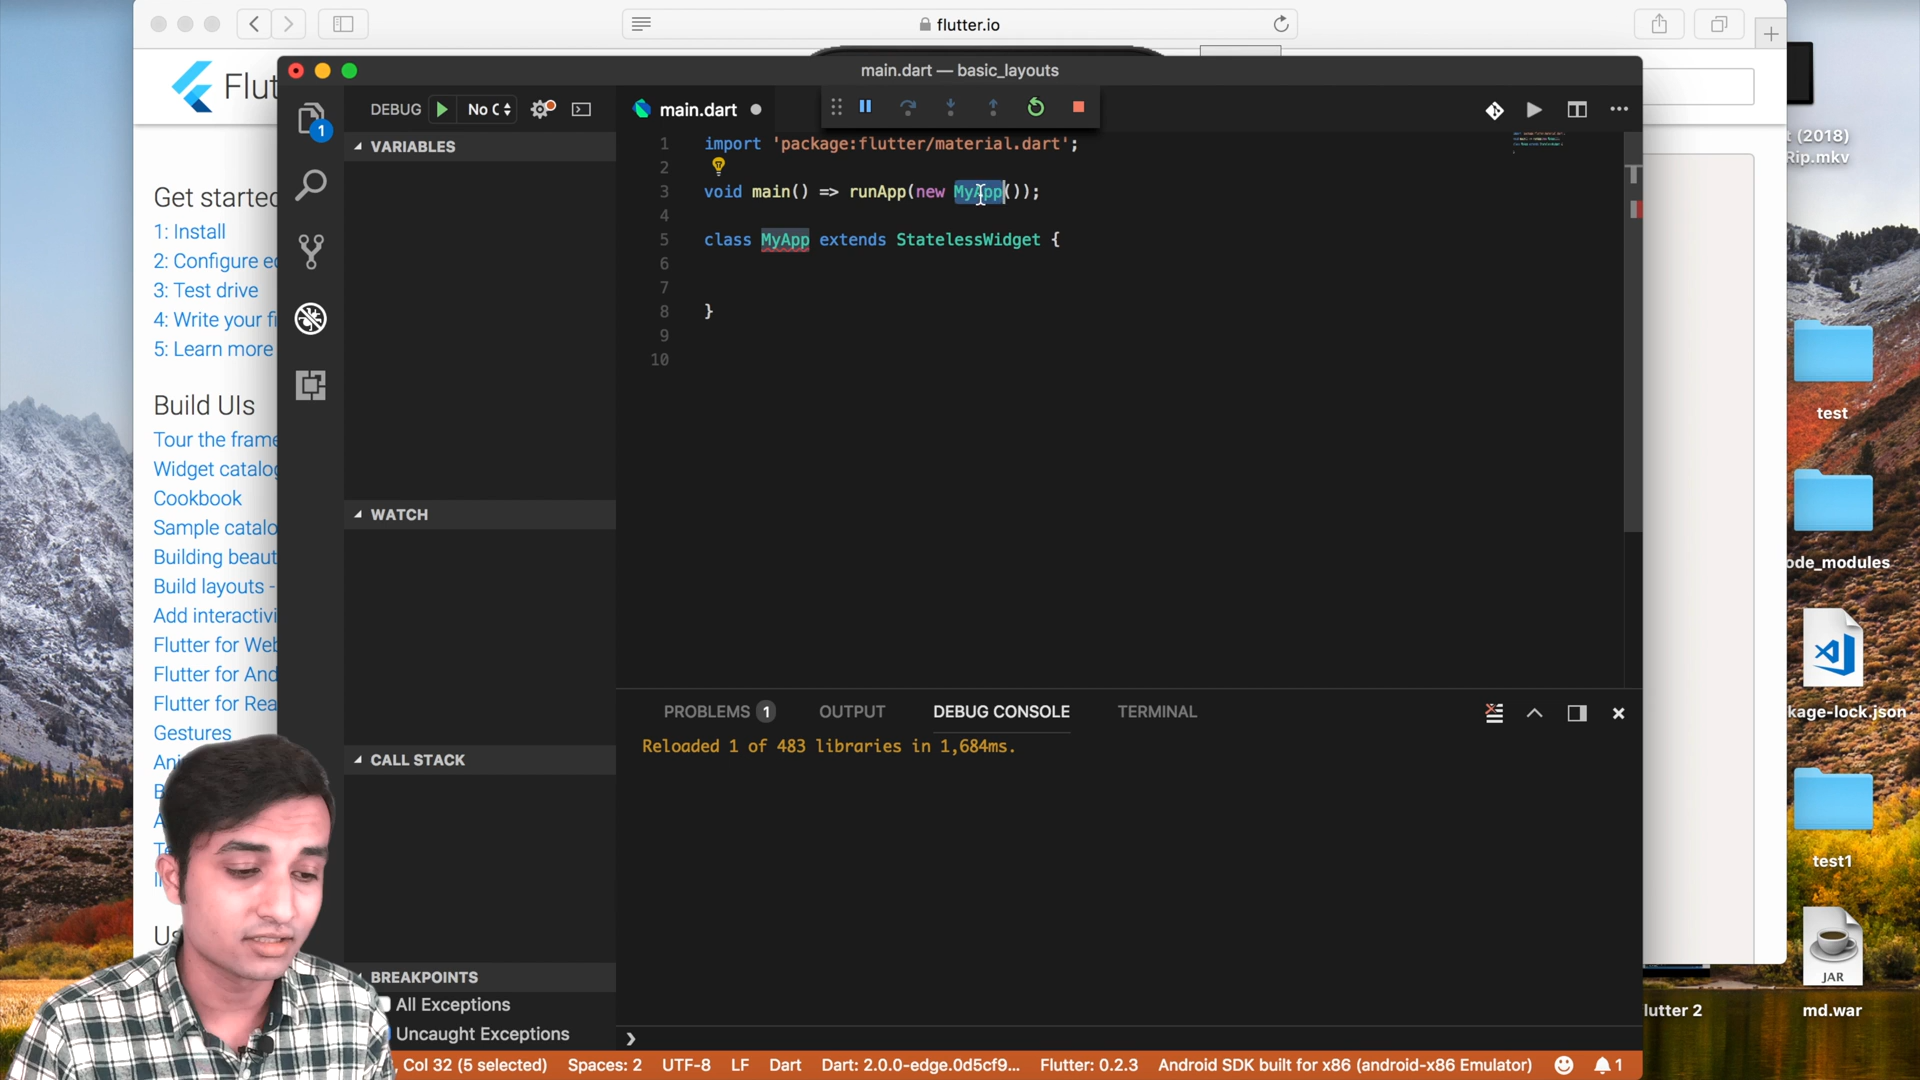 flutter.io
Flut
Get started
1: Install
2: Configure ed
3: Test drive
4: Write your fi
5: Learn more
Build UIs
Tour the frame
Widget catalog
Cookbook
Sample catalo
Building beaut
Build layouts -
Add interactivi
Flutter for Web
Flutter for And
Flutter for Rea
Gestures
Ani
main.dart — basic_layouts
DEBUG
No C
1
main.dart
VARIABLES
WATCH
CALL STACK
BREAKPOINTS
All Exceptions
Uncaught Exceptions
1 import 'package:flutter/material.dart';
2
3 void main() => runApp(new MyApp());
4
5 class MyApp extends StatelessWidget {
6
7
8 }
9
10
PROBLEMS 1 OUTPUT DEBUG CONSOLE TERMINAL
Reloaded 1 of 483 libraries in 1,684ms.
, Col 32 (5 selected) Spaces: 2 UTF-8 LF Dart Dart: 2.0.0-edge.0d5cf9... Flutter: 0.2.3 Android SDK built for x86 (android-x86 Emulator) 1
t (2018)
Rip.mkv
test
ode_modules
kage-lock.json
test1
JAR
lutter 2
md.war